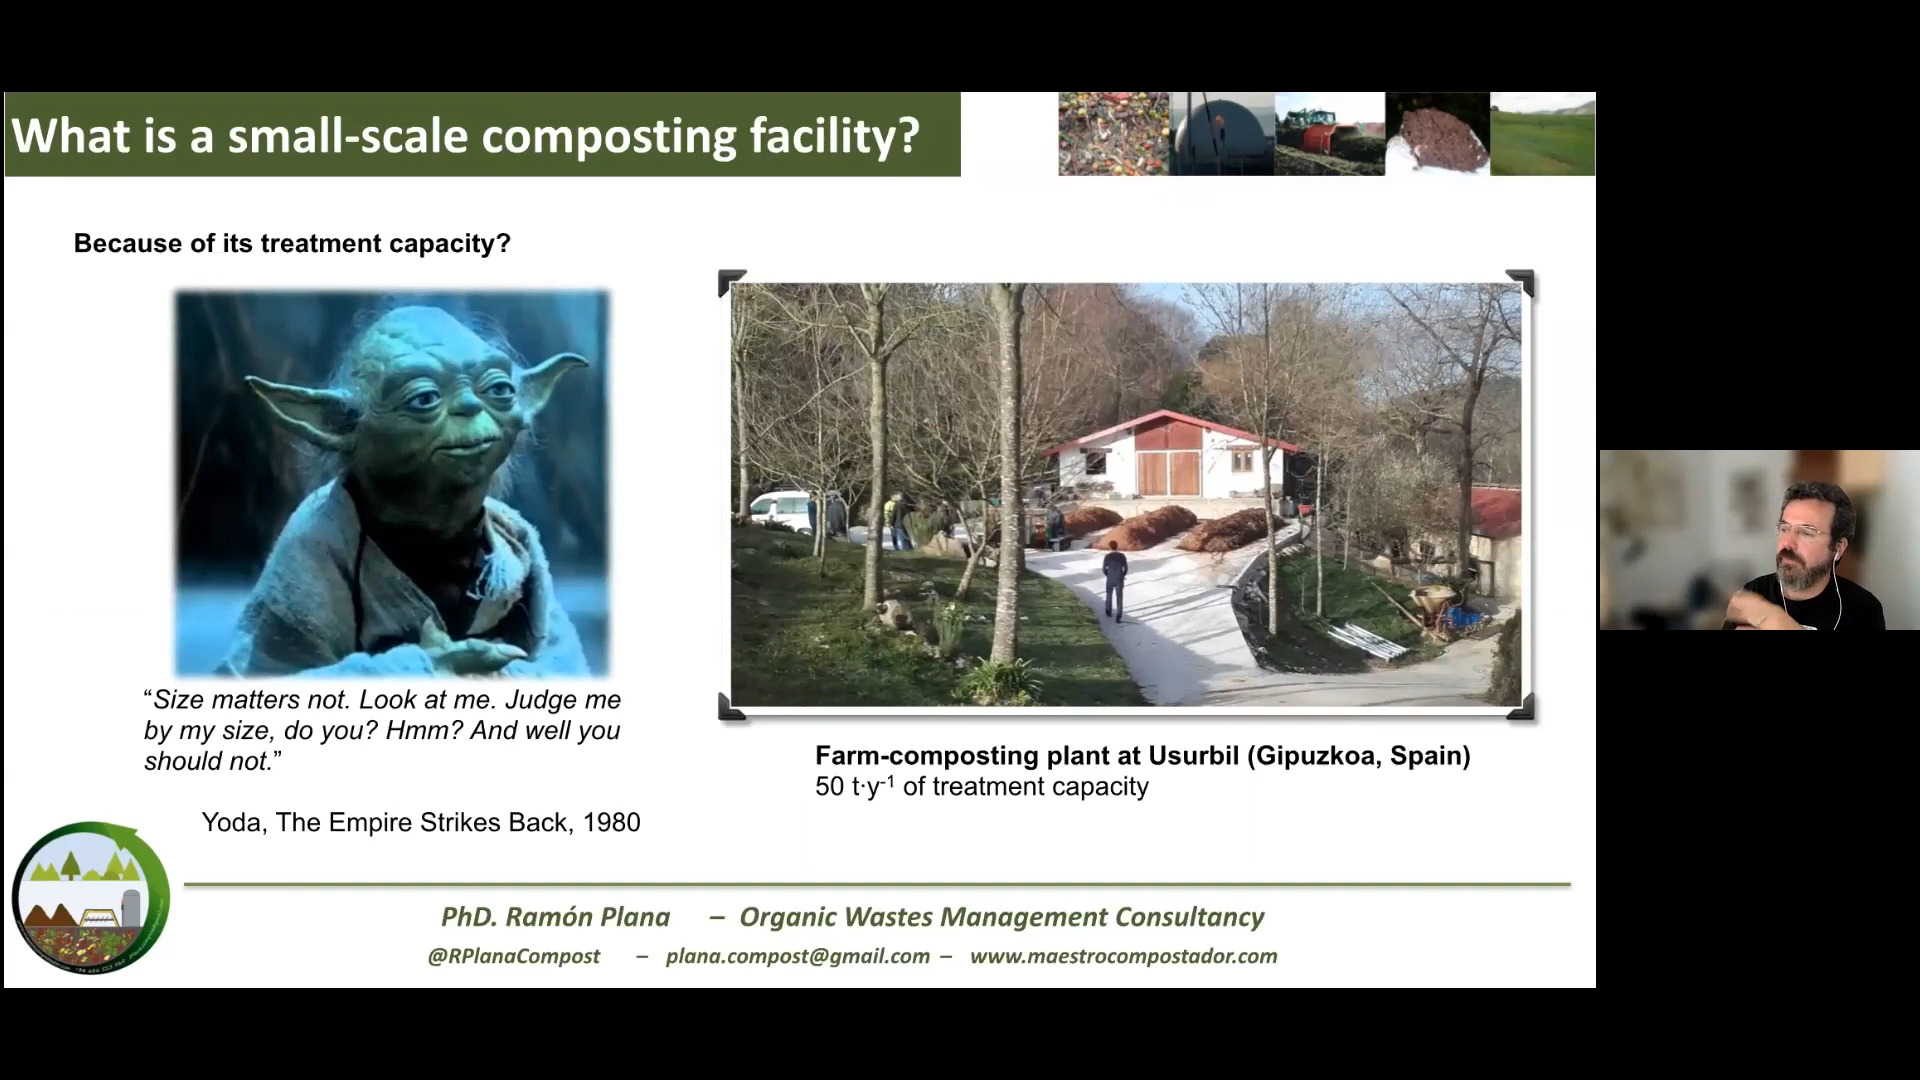 What is a small-scale composting facility?
Because of its treatment capacity?
“Size matters not. Look at me. Judge me
by my size, do you? Hmm? And well you
should not.”
Yoda, The Empire Strikes Back, 1980
Farm-composting plant at Usurbil (Gipuzkoa, Spain)
50 t·y-1 of treatment capacity
PhD. Ramón Plana – Organic Wastes Management Consultancy
@RPlanaCompost – plana.compost@gmail.com – www.maestrocompostador.com